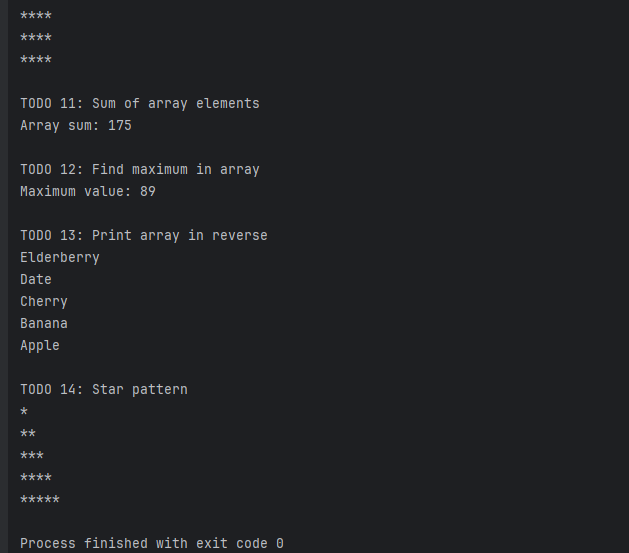 ****
****
****
TODO 11: Sum of array elements
Array sum: 175
TODO 12: Find maximum in array
Maximum value: 89
TODO 13: Print array in reverse
Elderberry
Date
Cherry
Banana
Apple
TODO 14: Star pattern
*
**
***
****
*****
Process finished with exit code 0